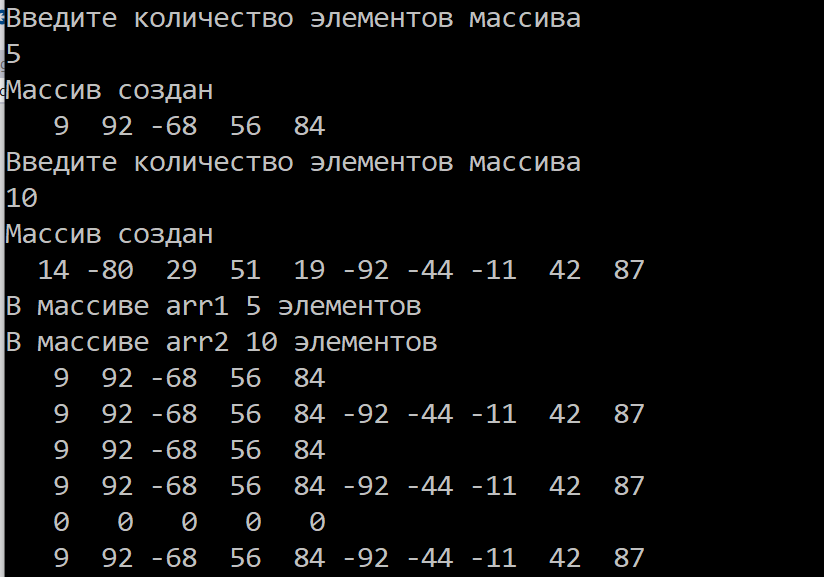 Введите количество элементов массива
5
Массив создан
9 92 -68 56 84
Введите количество элементов массива
10
Массив создан
14 -80 29 51 19 -92 -44 -11 42 87
В массиве arr1 5 элементов
В массиве arr2 10 элементов
9 92 -68 56 84
9 92 -68 56 84 -92 -44 -11 42 87
9 92 -68 56 84
9 92 -68 56 84 -92 -44 -11 42 87
0 0 0 0 0
9 92 -68 56 84 -92 -44 -11 42 87